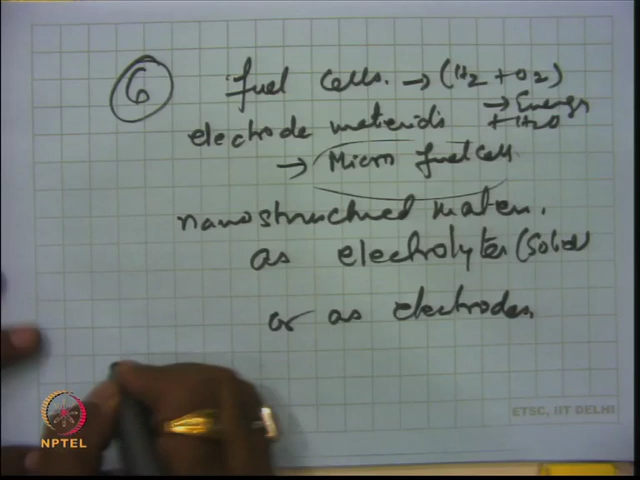 6 fuel cells. → (H2 + O2)
→ Energy
electrode materials + H2O
→ Micro fuel cell.
nanostructured mater.
as electrolytes (Solid
or as electrodes.
ETSC, IIT DELHI
NPTEL